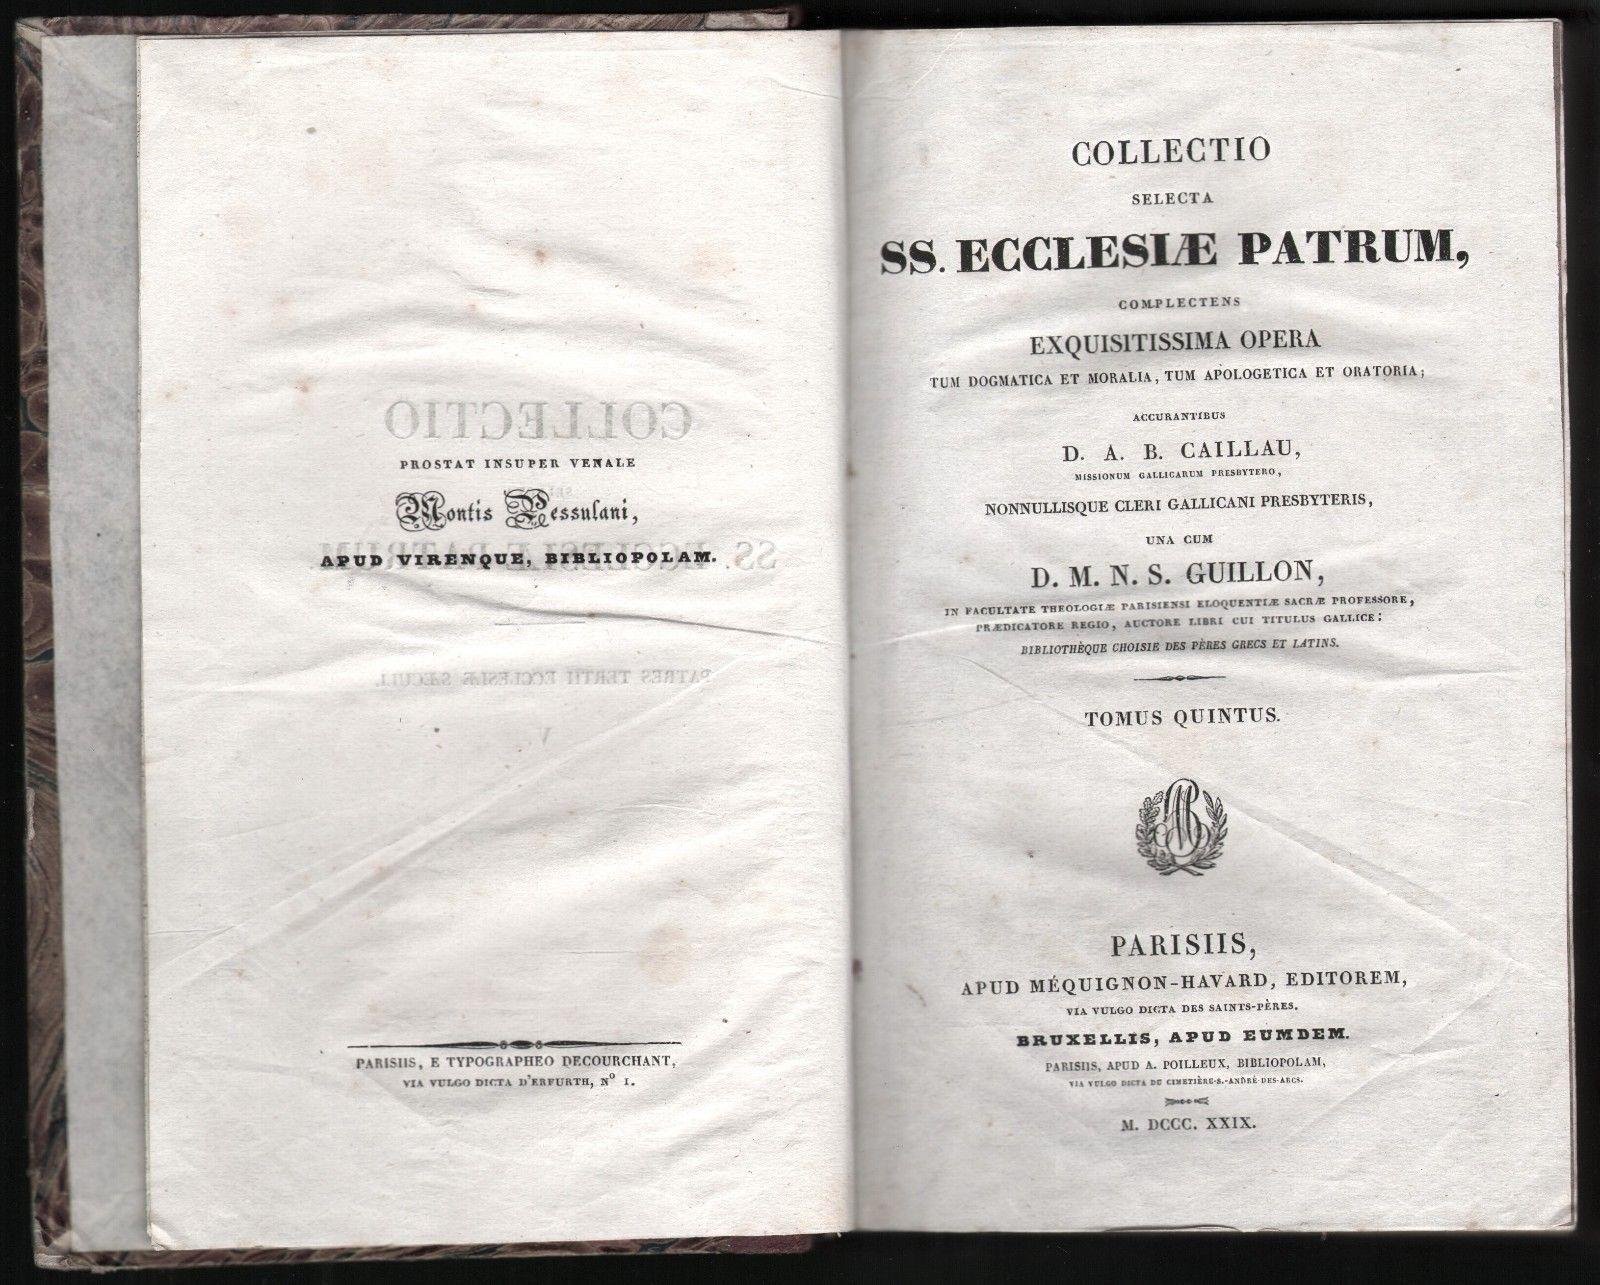 PROSTAT INSUPER VENALE
Montis Pessulani,
APUD VIRENQUE, BIBLIOPOLAM.
PARISIIS, E TYPOGRAPHEO DECOURCHANT,
VIA VULGO DICTA D'ERFURTH, Nº 1.
COLLECTIO
SELECTA
SS. ECCLESIÆ PATRUM,
COMPLECTENS
EXQUISITISSIMA OPERA
TUM DOGMATICA ET MORALIA, TUM APOLOGETICA ET ORATORIA;
ACCURANTIBUS
D. A. B. CAILLAU,
MISSIONUM GALLICARUM PRESBYTERO,
NONNULLISQUE CLERI GALLICANI PRESBYTERIS,
UNA CUM
D. M. N. S. GUILLON,
IN FACULTATE THEOLOGIÆ PARISIENSI ELOQUENTIÆ SACRÆ PROFESSORE,
PRÆDICATORE REGIO, AUCTORE LIBRI CUI TITULUS GALLICE:
BIBLIOTHÈQUE CHOISIE DES PÈRES GRECS ET LATINS.
TOMUS QUINTUS.
PARISIIS,
APUD MÉQUIGNON-HAVARD, EDITOREM,
VIA VULGO DICTA DES SAINTS-PÈRES.
BRUXELLIS, APUD EUMDEM.
PARISIIS, APUD A. POILLEUX, BIBLIOPOLAM,
VIA VULGO DICTA DU CIMETIÈRE-S.-ANDRÉ-DES-ARCS.
M. DCCC. XXIX.